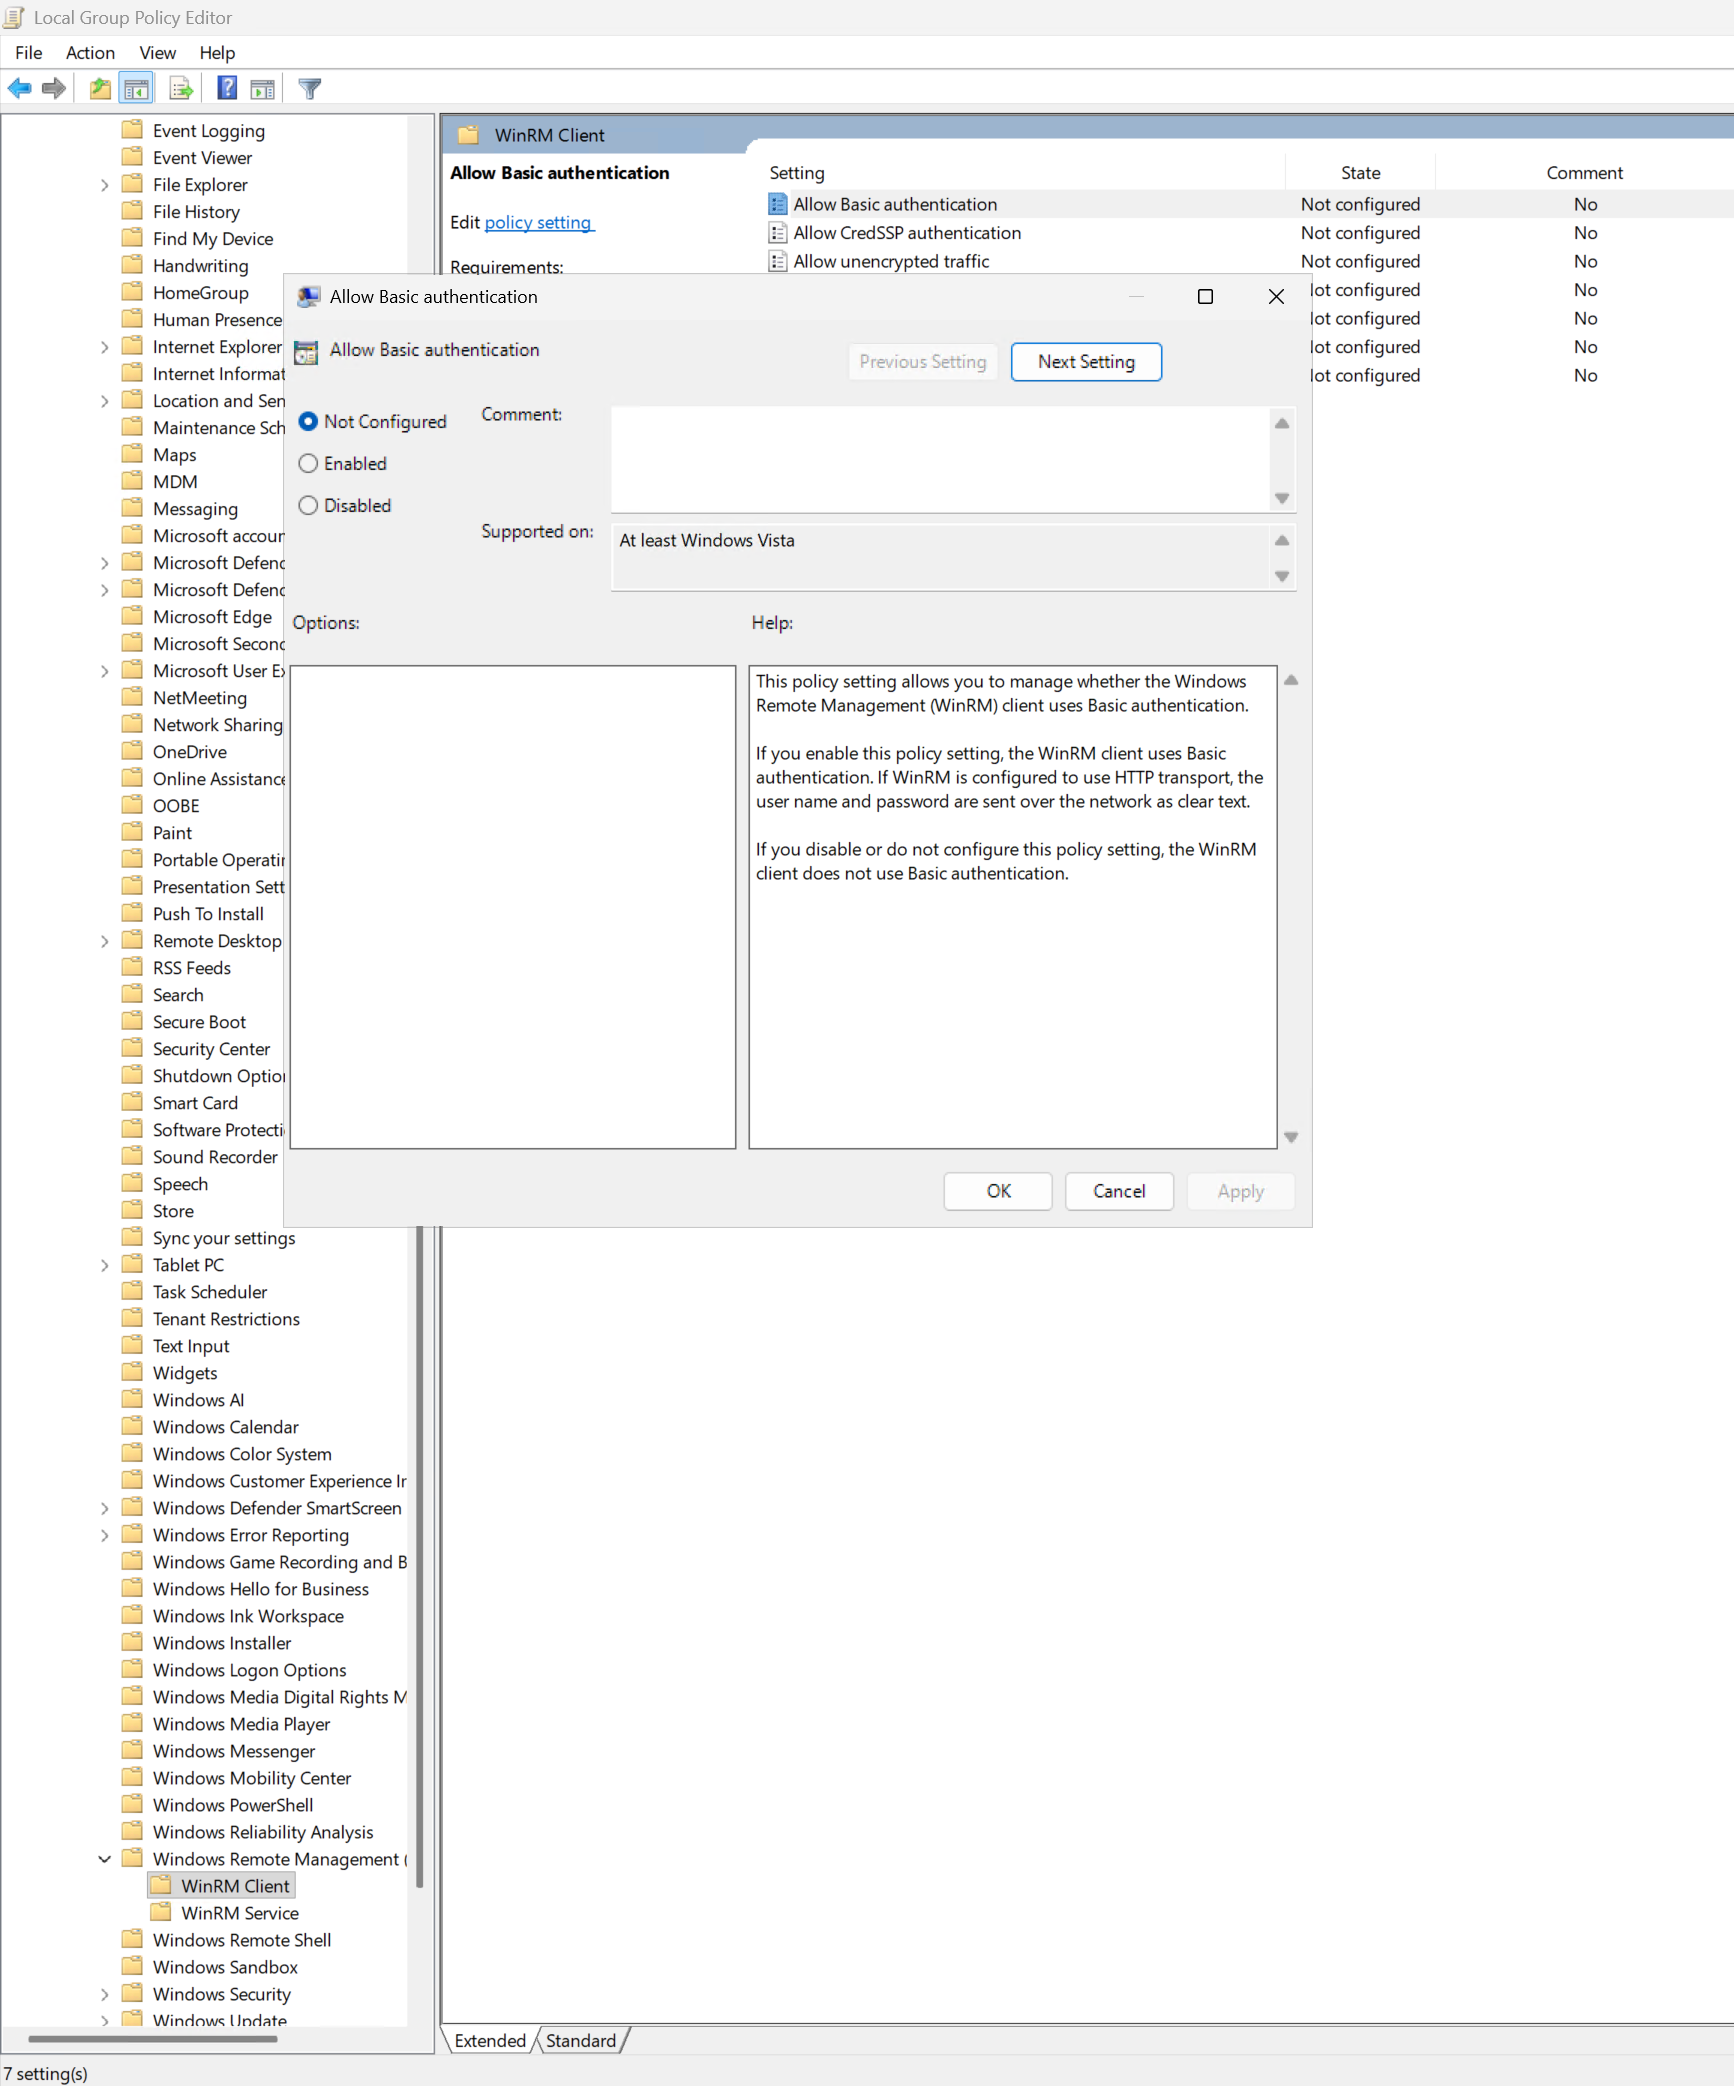 Local Group Policy Editor
File Action View Help
Event Logging
Event Viewer
File Explorer
File History
Find My Device
Handwriting
HomeGroup
Human Presence
Internet Explorer
Internet Informat
Location and Sen
Maintenance Sch
Maps
MDM
Messaging
Microsoft accour
Microsoft Defend
Microsoft Defend
Microsoft Edge
Microsoft Second
Microsoft User Ex
NetMeeting
Network Sharing
OneDrive
Online Assistance
OOBE
Paint
Portable Operatin
Presentation Sett
Push To Install
Remote Desktop
RSS Feeds
Search
Secure Boot
Security Center
Shutdown Option
Smart Card
Software Protecti
Sound Recorder
Speech
Store
Sync your settings
Tablet PC
Task Scheduler
Tenant Restrictions
Text Input
Widgets
Windows AI
Windows Calendar
Windows Color System
Windows Customer Experience Ir
Windows Defender SmartScreen
Windows Error Reporting
Windows Game Recording and B
Windows Hello for Business
Windows Ink Workspace
Windows Installer
Windows Logon Options
Windows Media Digital Rights M
Windows Media Player
Windows Messenger
Windows Mobility Center
Windows PowerShell
Windows Reliability Analysis
Windows Remote Management (
WinRM Client
WinRM Service
Windows Remote Shell
Windows Sandbox
Windows Security
Windows Update
WinRM Client
Allow Basic authentication
Edit policy setting
Requirements:
Setting State Comment
Allow Basic authentication Not configured No
Allow CredSSP authentication Not configured No
Allow unencrypted traffic Not configured No
lot configured No
lot configured No
lot configured No
lot configured No
Allow Basic authentication
Allow Basic authentication
Previous Setting Next Setting
Not Configured
Enabled
Disabled
Comment:
Supported on: At least Windows Vista
Options: Help:
This policy setting allows you to manage whether the Windows
Remote Management (WinRM) client uses Basic authentication.
If you enable this policy setting, the WinRM client uses Basic
authentication. If WinRM is configured to use HTTP transport, the
user name and password are sent over the network as clear text.
If you disable or do not configure this policy setting, the WinRM
client does not use Basic authentication.
OK Cancel Apply
Extended Standard
7 setting(s)